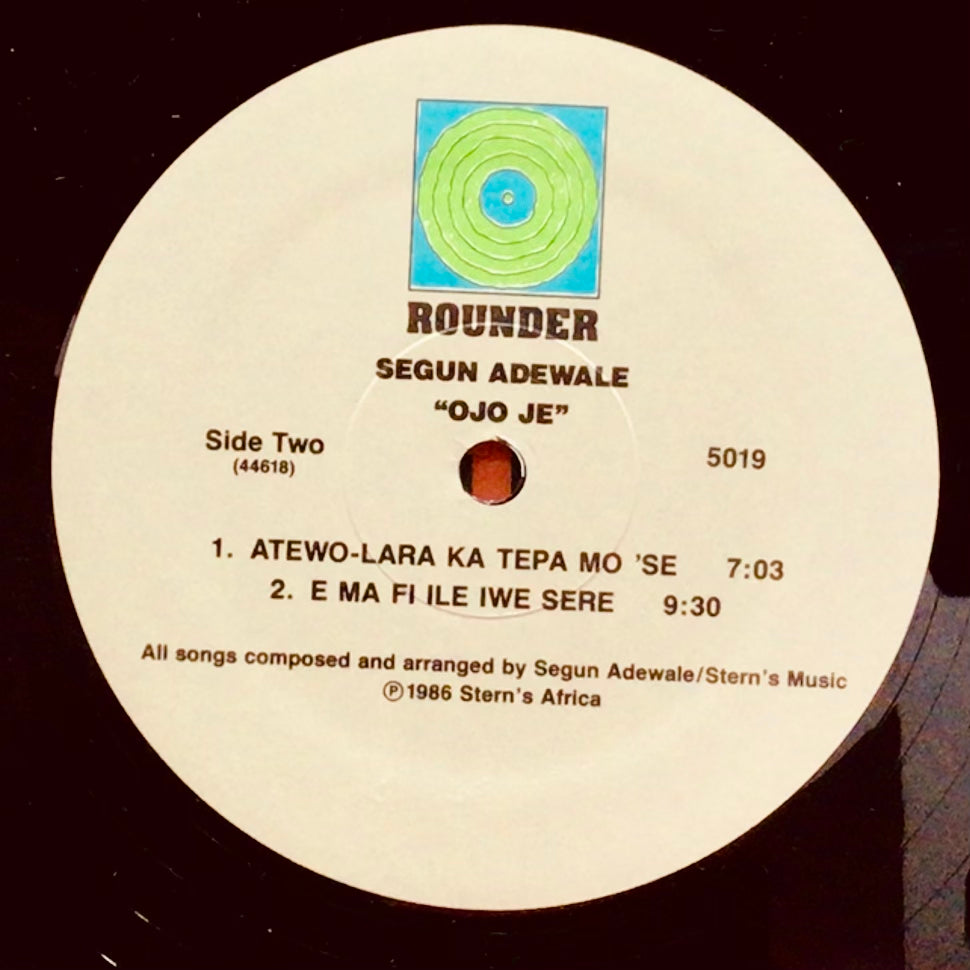 ROUNDER
SEGUN ADEWALE
“OJO JE”
Side Two
(44618)
5019
1. ATEWO-LARA KA TEPA MO ’SE 7:03
2. E MA FI ILE IWE SERE 9:30
All songs composed and arranged by Segun Adewale/Stern’s Music
℗1986 Stern’s Africa